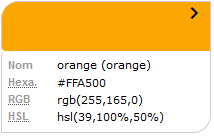 Nom orange (orange)
Hexa. #FFA500
RGB rgb(255,165,0)
HSL hsl(39,100%,50%)